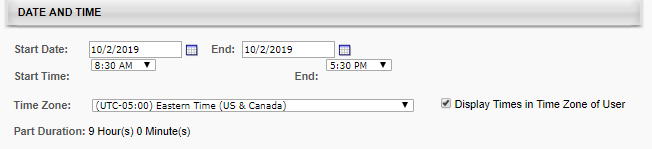 DATE AND TIME
Start Date: 10/2/2019 End: 10/2/2019
Start Time: 8:30 AM End: 5:30 PM
Time Zone: (UTC-05:00) Eastern Time (US & Canada) Display Times in Time Zone of User
Part Duration: 9 Hour(s) 0 Minute(s)